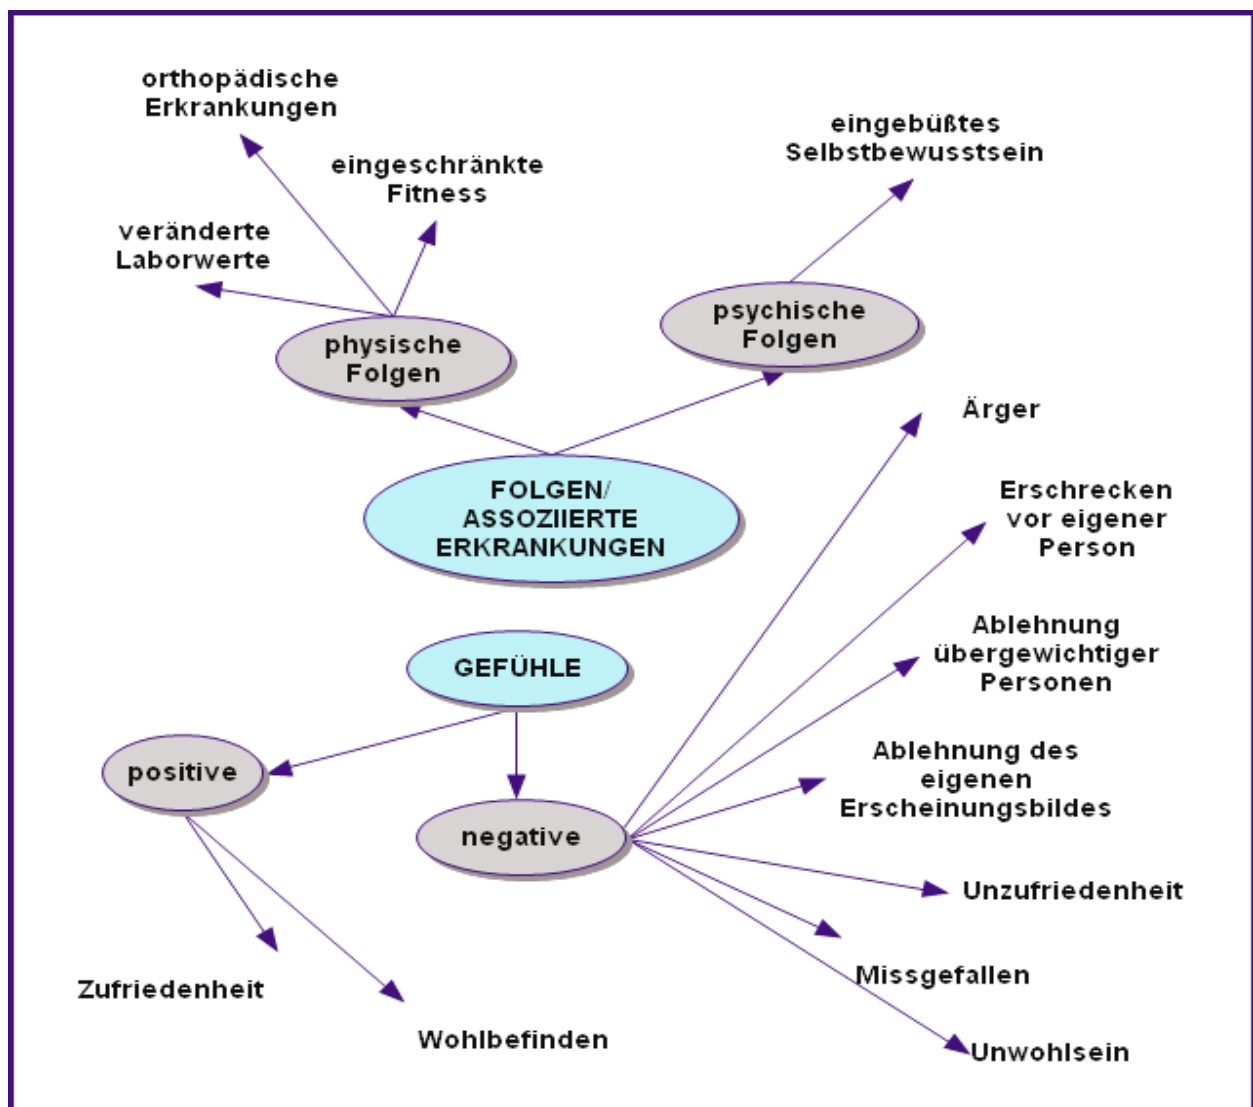 orthopädische
Erkrankungen
eingeschränkte
Fitness
eingebüßtes
Selbstbewusstsein
veränderte
Laborwerte
physische
Folgen
psychische
Folgen
FOLGEN/
ASSOZIIERTE
ERKRANKUNGEN
Ärger
Erschrecken
vor eigener
Person
GEFÜHLE
Ablehnung
übergewichtiger
Personen
positive
negative
Ablehnung des
eigenen
Erscheinungsbildes
Unzufriedenheit
Zufriedenheit
Missgefallen
Wohlbefinden
Unwohlsein